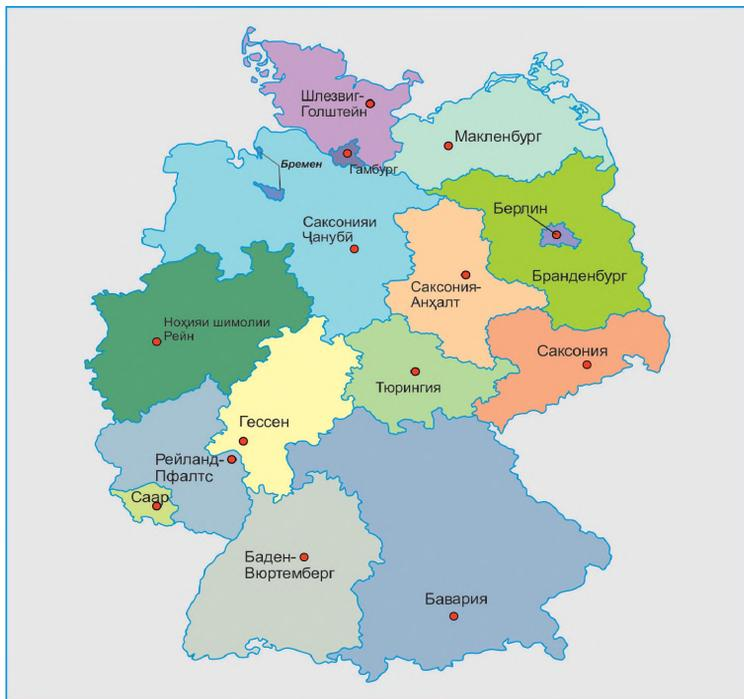 Шлезвиг-
Голштейн
Макленбург
Бремен
Гамбург
Берлин
Саксонияи
Ҷанубӣ
Саксония-
Анҳалт
Бранденбург
Ноҳияи шимолии
Рейн
Саксония
Тюрингия
Гессен
Рейланд-
Пфалтс
Саар
Баден-
Вюртемберг
Бавария